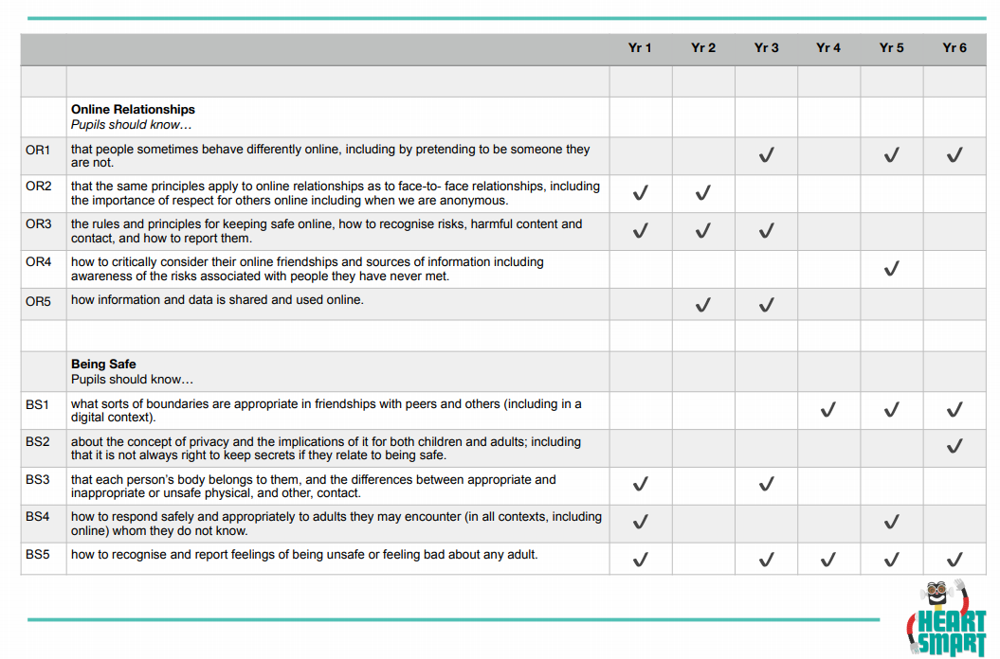 Yr 1 Yr 2 Yr 3 Yr 4 Yr 5 Yr 6
Online Relationships
Pupils should know…
OR1 that people sometimes behave differently online, including by pretending to be someone they
are not. ✓ ✓ ✓
OR2 that the same principles apply to online relationships as to face-to- face relationships, including
the importance of respect for others online including when we are anonymous. ✓ ✓
OR3 the rules and principles for keeping safe online, how to recognise risks, harmful content and
contact, and how to report them. ✓ ✓ ✓
OR4 how to critically consider their online friendships and sources of information including
awareness of the risks associated with people they have never met. ✓
OR5 how information and data is shared and used online. ✓ ✓
Being Safe
Pupils should know…
BS1 what sorts of boundaries are appropriate in friendships with peers and others (including in a
digital context). ✓ ✓ ✓
BS2 about the concept of privacy and the implications of it for both children and adults; including
that it is not always right to keep secrets if they relate to being safe. ✓
BS3 that each person's body belongs to them, and the differences between appropriate and
inappropriate or unsafe physical, and other, contact. ✓ ✓
BS4 how to respond safely and appropriately to adults they may encounter (in all contexts, including
online) whom they do not know. ✓ ✓
BS5 how to recognise and report feelings of being unsafe or feeling bad about any adult. ✓ ✓ ✓ ✓ ✓
HEART
SMART